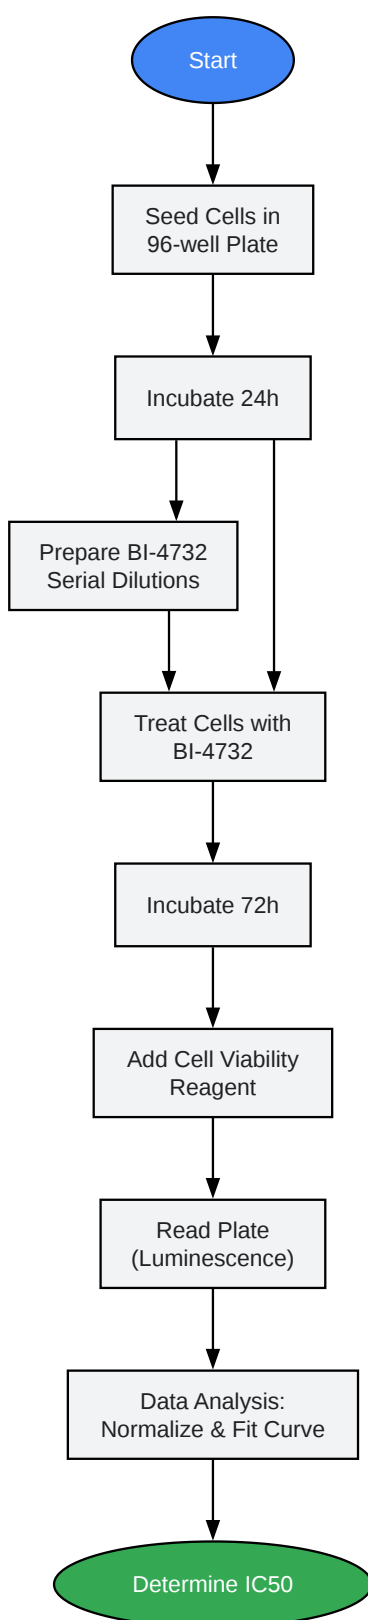 Start
Seed Cells in
96-well Plate
Incubate 24h
Prepare BI-4732
Serial Dilutions
Treat Cells with
BI-4732
Incubate 72h
Add Cell Viability
Reagent
Read Plate
(Luminescence)
Data Analysis:
Normalize & Fit Curve
Determine IC50